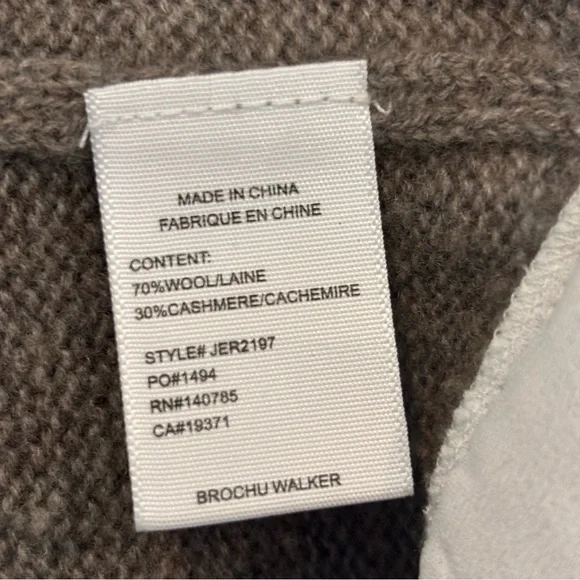 MADE IN CHINA
FABRIQUE EN CHINE
CONTENT:
70%WOOL/LAINE
30%CASHMERE/CACHEMIRE
STYLE# JER2197
PO#1494
RN#140785
CA#19371
BROCHU WALKER